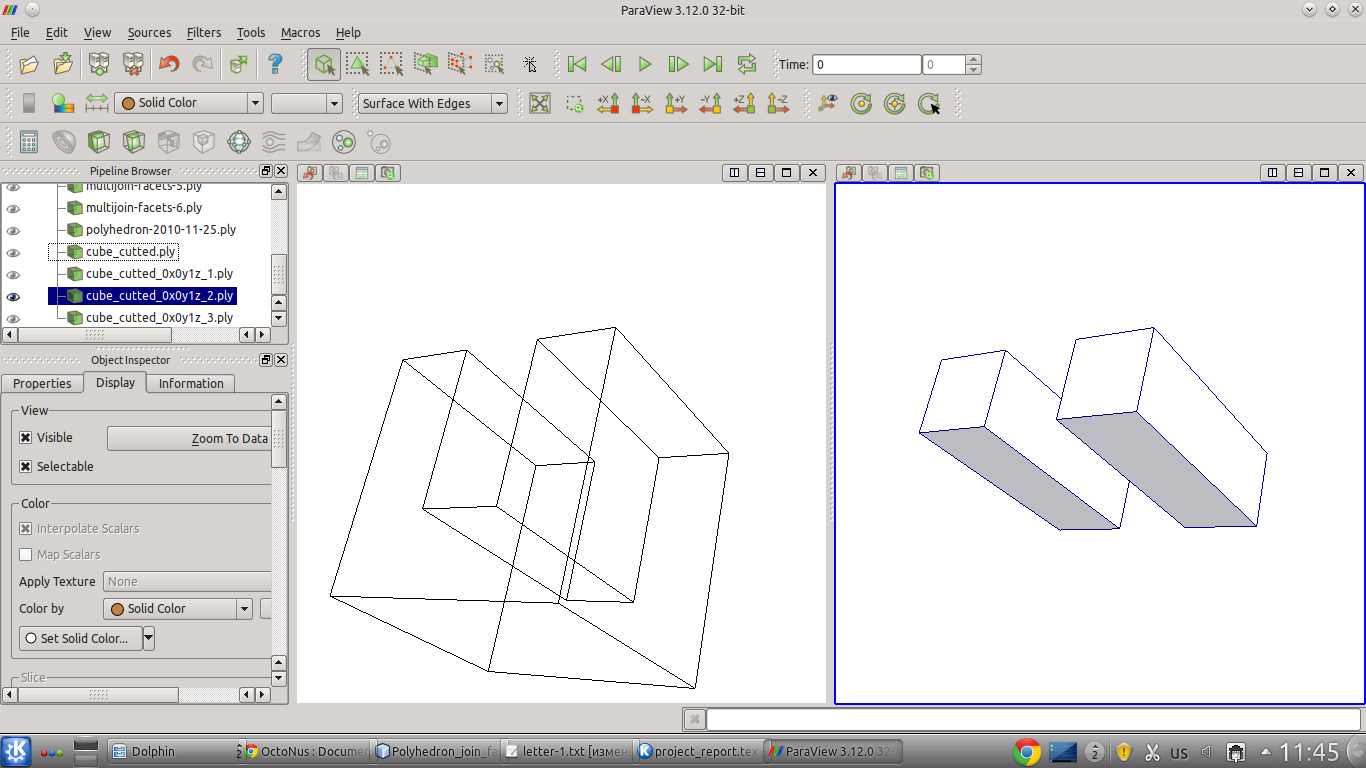 ParaView 3.12.0 32-bit
File Edit View Sources Filters Tools Macros Help
Time: 0 0
Solid Color Surface With Edges +X -X +Y -Y +Z -Z
Pipeline Browser
multijoin-facets-5.ply
multijoin-facets-6.ply
polyhedron-2010-11-25.ply
cube_cutted.ply
cube_cutted_0x0y1z_1.ply
cube_cutted_0x0y1z_2.ply
cube_cutted_0x0y1z_3.ply
Object Inspector
Properties Display Information
View
Visible Zoom To Data
Selectable
Color
Interpolate Scalars
Map Scalars
Apply Texture None
Color by Solid Color
Set Solid Color...
Slice
Dolphin 2 OctoNus : Docume Polyhedron_join_fa letter-1.txt [измен project_report.tex ParaView 3.12.0 32- 2 us 11:45